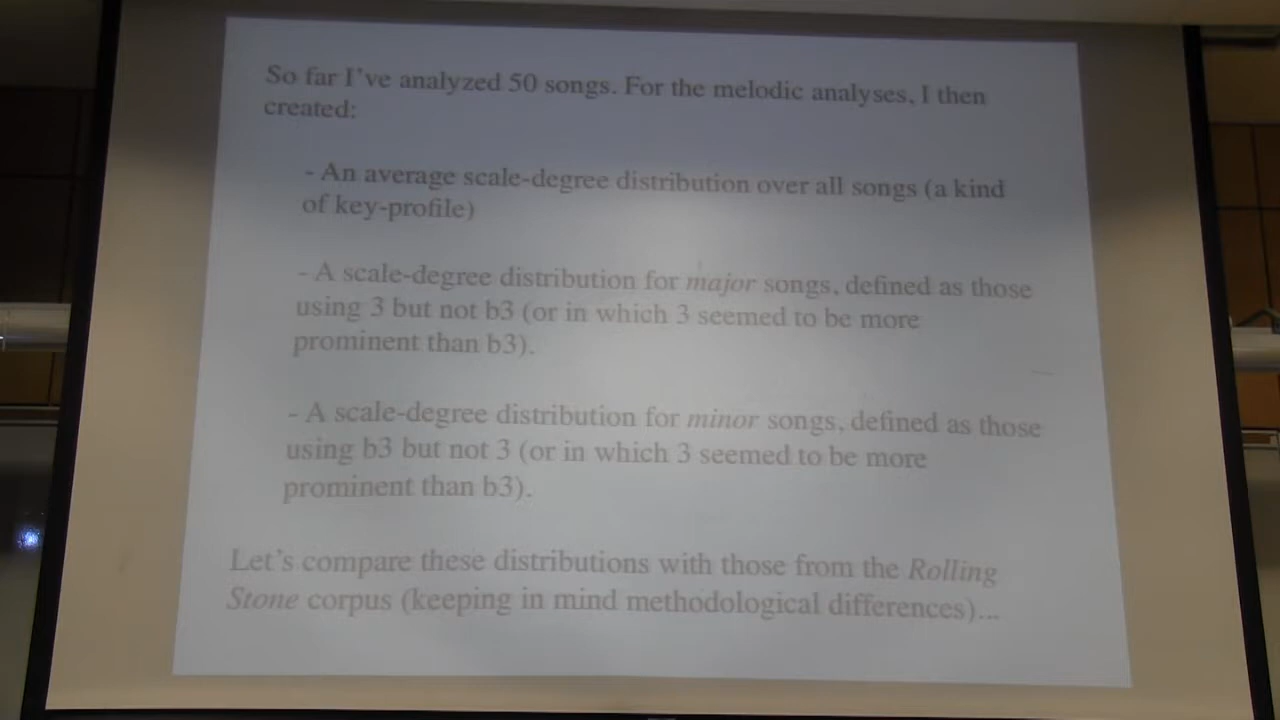 So far I've analyzed 50 songs. For the melodic analyses, I then
created:
- An average scale-degree distribution over all songs (a kind
of key-profile)
- A scale-degree distribution for major songs, defined as those
using 3 but not b3 (or in which 3 seemed to be more
prominent than b3).
- A scale-degree distribution for minor songs, defined as those
using b3 but not 3 (or in which 3 seemed to be more
prominent than b3).
Let's compare these distributions with those from the Rolling
Stone corpus (keeping in mind methodological differences)...